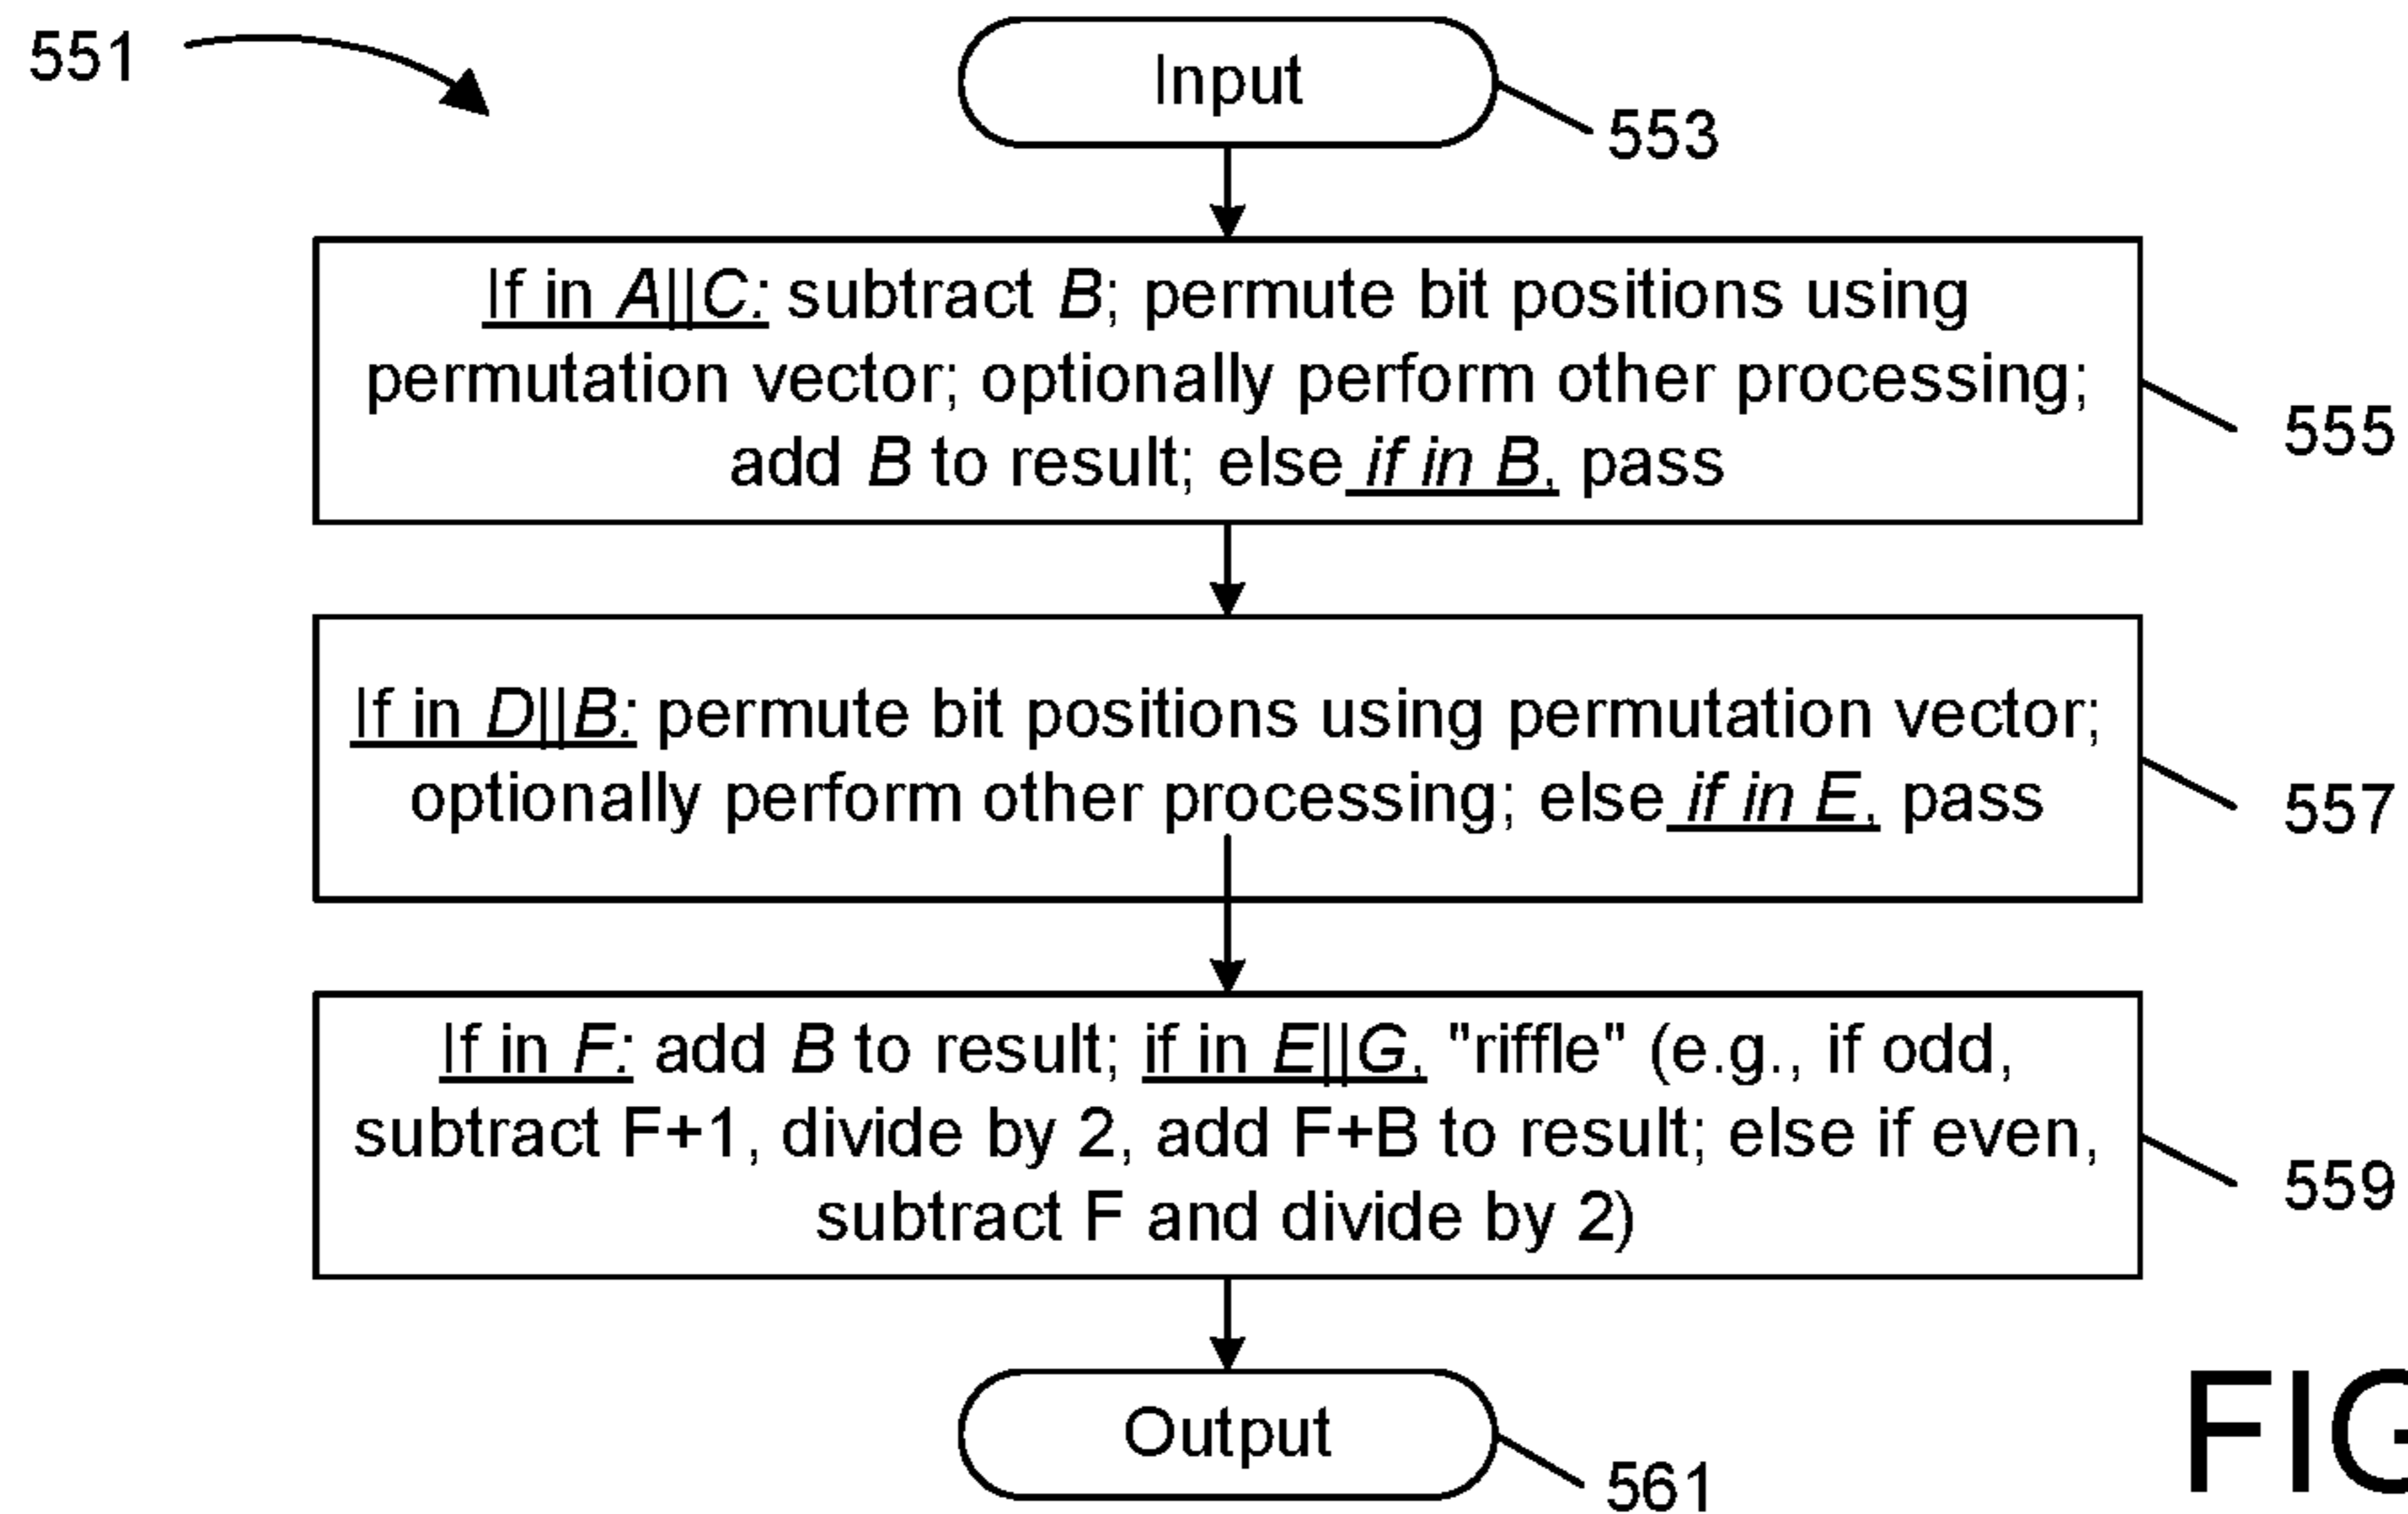 551
Input
553
If in A||C: subtract B; permute bit positions using
permutation vector; optionally perform other processing;
add B to result; else if in B, pass
555
If in D||B: permute bit positions using permutation vector;
optionally perform other processing; else if in E, pass
557
If in F: add B to result; if in E||G, "riffle" (e.g., if odd,
subtract F+1, divide by 2, add F+B to result; else if even,
subtract F and divide by 2)
559
Output
561